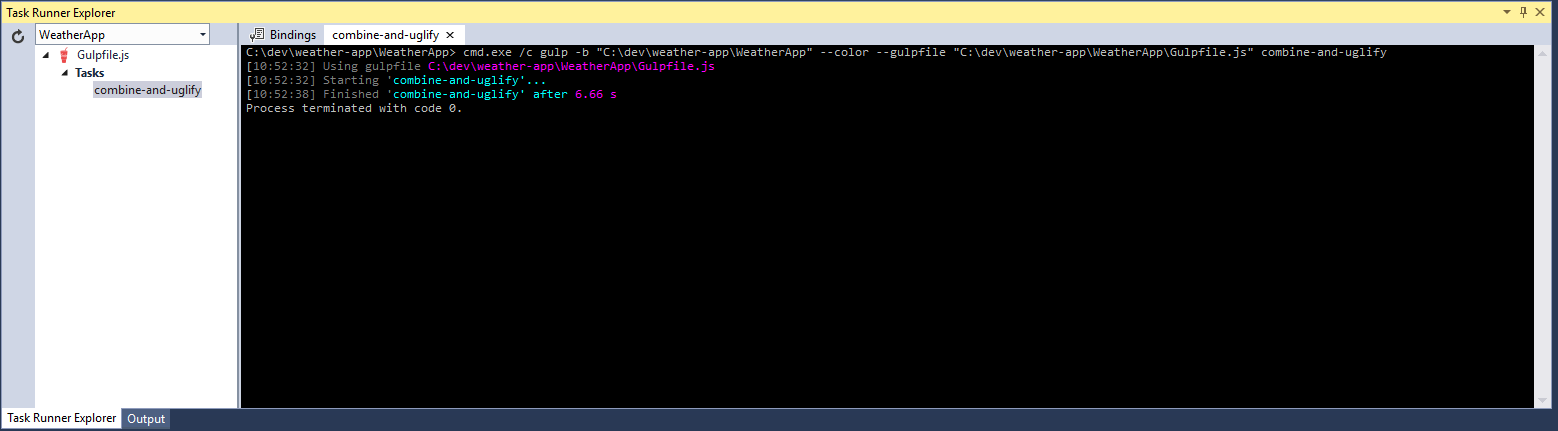 Task Runner Explorer
WeatherApp
Gulpfile.js
Tasks
combine-and-uglify
Bindings
combine-and-uglify
C:\dev\weather-app\WeatherApp> cmd.exe /c gulp -b "C:\dev\weather-app\WeatherApp" --color --gulpfile "C:\dev\weather-app\WeatherApp\Gulpfile.js" combine-and-uglify
[10:52:32] Using gulpfile C:\dev\weather-app\WeatherApp\Gulpfile.js
[10:52:32] Starting 'combine-and-uglify'...
[10:52:38] Finished 'combine-and-uglify' after 6.66 s
Process terminated with code 0.
Task Runner Explorer
Output